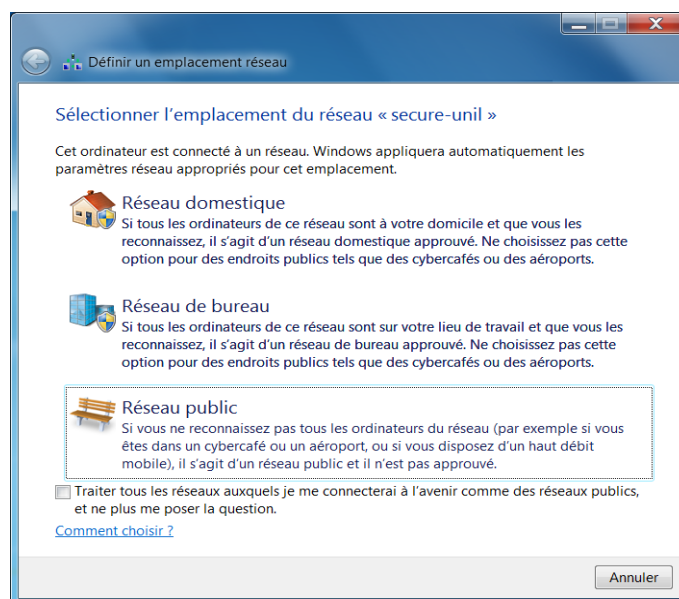 Définir un emplacement réseau
Sélectionner l'emplacement du réseau « secure-unil »
Cet ordinateur est connecté à un réseau. Windows appliquera automatiquement les
paramètres réseau appropriés pour cet emplacement.
Réseau domestique
Si tous les ordinateurs de ce réseau sont à votre domicile et que vous les
reconnaissez, il s'agit d'un réseau domestique approuvé. Ne choisissez pas cette
option pour des endroits publics tels que des cybercafés ou des aéroports.
Réseau de bureau
Si tous les ordinateurs de ce réseau sont sur votre lieu de travail et que vous les
reconnaissez, il s'agit d'un réseau de bureau approuvé. Ne choisissez pas cette
option pour des endroits publics tels que des cybercafés ou des aéroports.
Réseau public
Si vous ne reconnaissez pas tous les ordinateurs du réseau (par exemple si vous
êtes dans un cybercafé ou un aéroport, ou si vous disposez d'un haut débit
mobile), il s'agit d'un réseau public et il n'est pas approuvé.
Traiter tous les réseaux auxquels je me connecterai à l'avenir comme des réseaux publics,
et ne plus me poser la question.
Comment choisir ?
Annuler